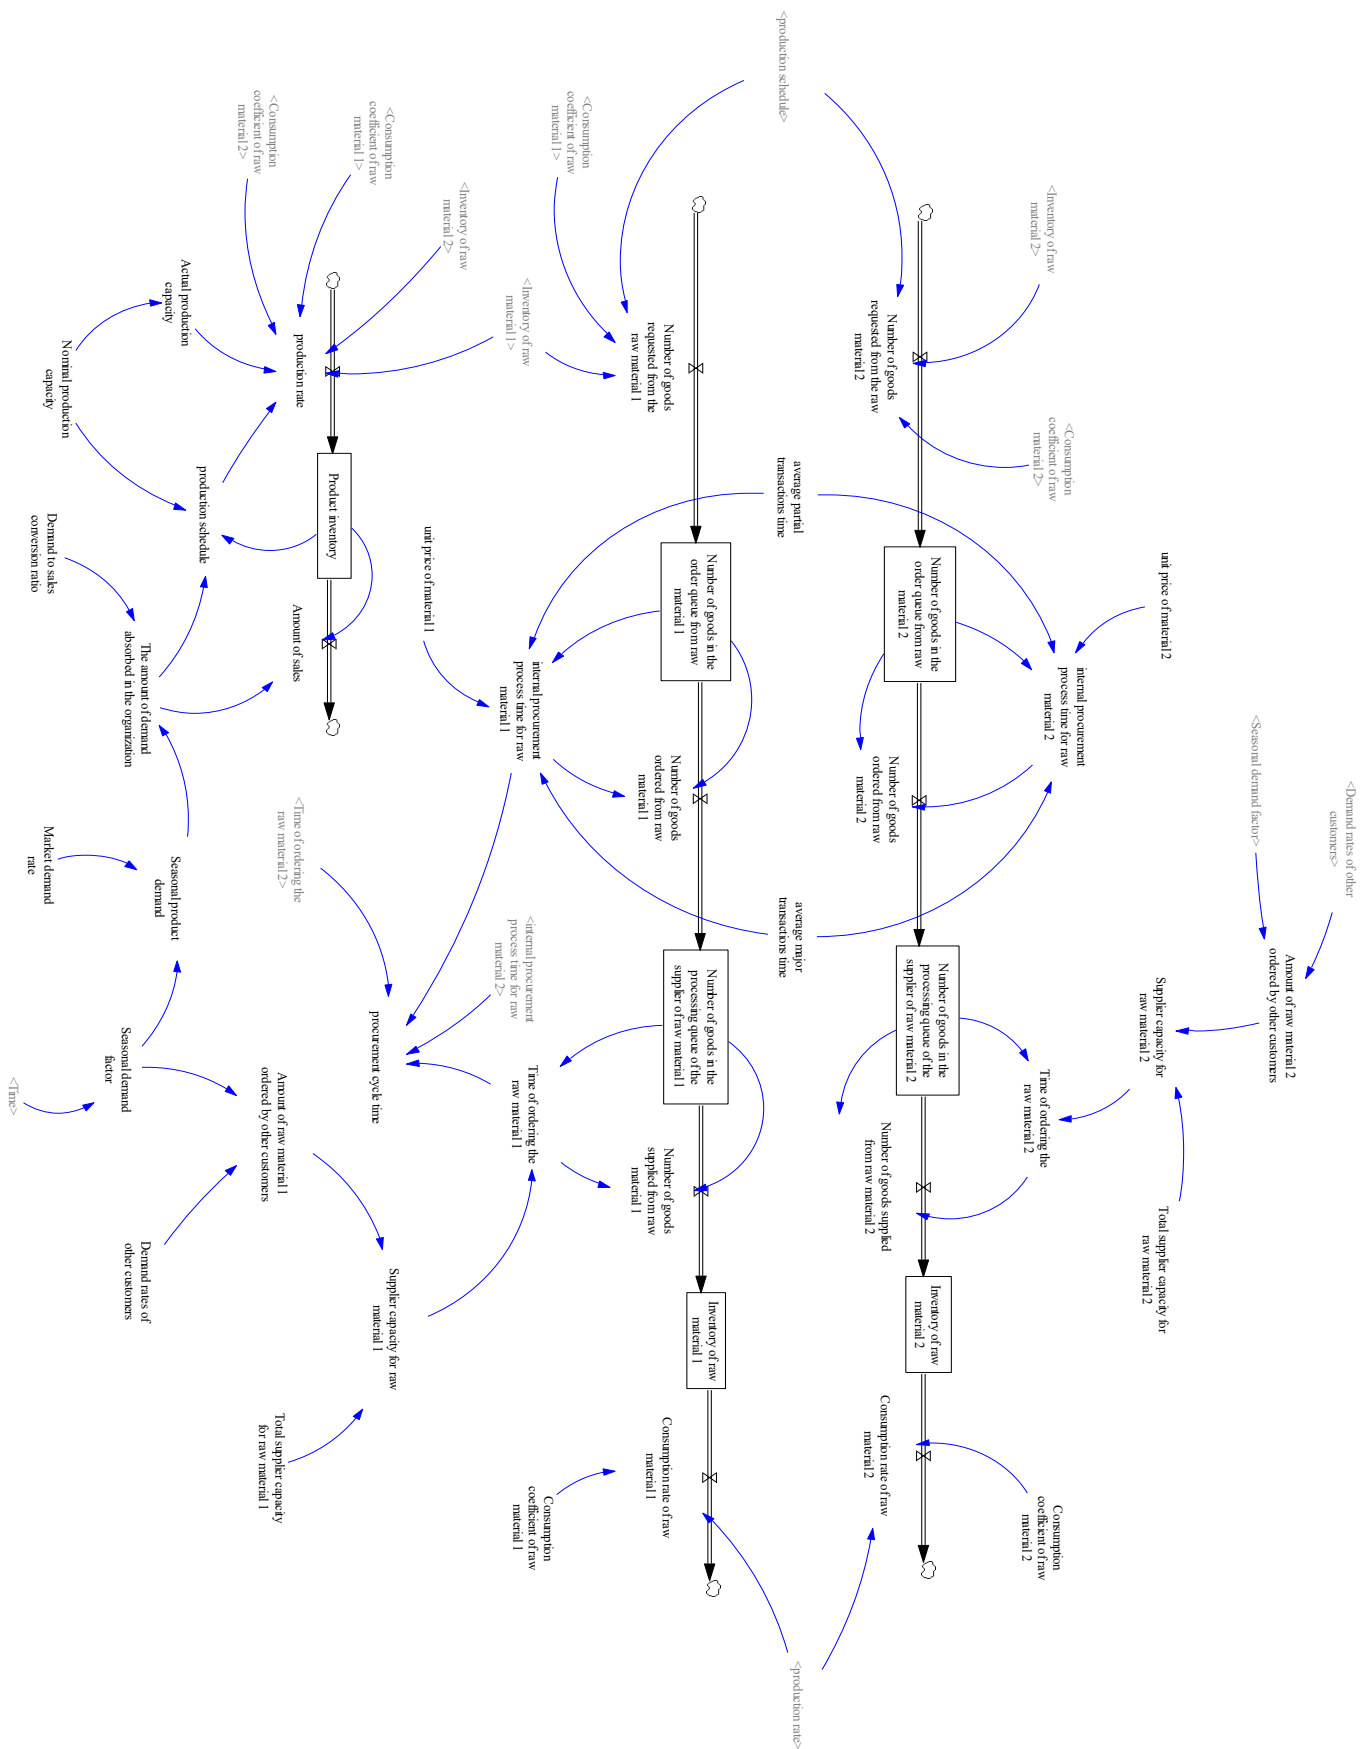 <Demand rates of other
customers>
<Seasonal demand factor>
Amount of raw material 2
ordered by other customers
unit price of material 2
Supplier capacity for
raw material 2
Total supplier capacity for
raw material 2
<Inventory of raw
material 2>
<Consumption
coefficient of raw
material 2>
internal procurement
process time for raw
material 2
Time of ordering the
raw material 2
Consumption
coefficient of raw
material 2
Number of goods
requested from the raw
material 2
Number of goods in the
order queue from raw
material 2
Number of goods
ordered from raw
material 2
Number of goods in the
processing queue of the
supplier of raw material 2
Number of goods supplied
from raw material 2
Inventory of raw
material 2
Consumption rate of raw
material 2
<production schedule>
average partial
transactions time
average major
transactions time
<production rate>
Number of goods
requested from the
raw material 1
Number of goods in the
order queue from raw
material 1
Number of goods
ordered from raw
material 1
Number of goods in the
processing queue of the
supplier of raw material 1
Number of goods
supplied from raw
material 1
Inventory of raw
material 1
Consumption rate of raw
material 1
<Consumption
coefficient of raw
material 1>
<Inventory of raw
material 1>
internal procurement
process time for raw
material 1
<internal procurement
process time for raw
material 2>
Time of ordering the
raw material 1
Consumption
coefficient of raw
material 1
<Inventory of raw
material 2>
unit price of material 1
<Consumption
coefficient of raw
material 1>
procurement cycle time
Supplier capacity for raw
material 1
<Consumption
coefficient of raw
material 2>
production rate
Product inventory
Amount of sales
<Time of ordering the
raw material 2>
Amount of raw material 1
ordered by other customers
Total supplier capacity
for raw material 1
Actual production
capacity
production schedule
The amount of demand
absorbed in the organization
Seasonal product
demand
Seasonal demand
factor
Demand rates of
other customers
Nominal production
capacity
Demand to sales
conversion ratio
Market demand
rate
<Time>